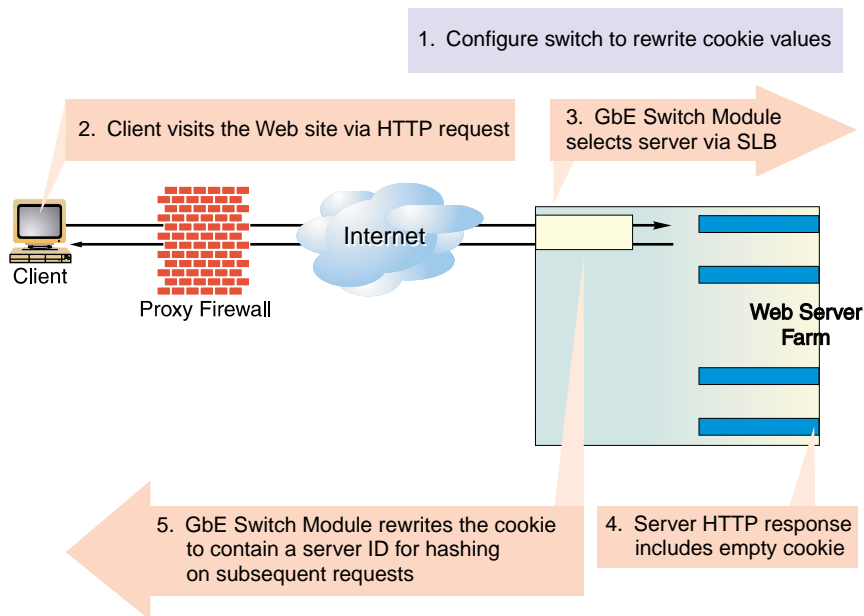 1. Configure switch to rewrite cookie values
2. Client visits the Web site via HTTP request
3. GbE Switch Module
selects server via SLB
Internet
Client
Proxy Firewall
Web Server
Farm
5. GbE Switch Module rewrites the cookie
to contain a server ID for hashing
on subsequent requests
4. Server HTTP response
includes empty cookie